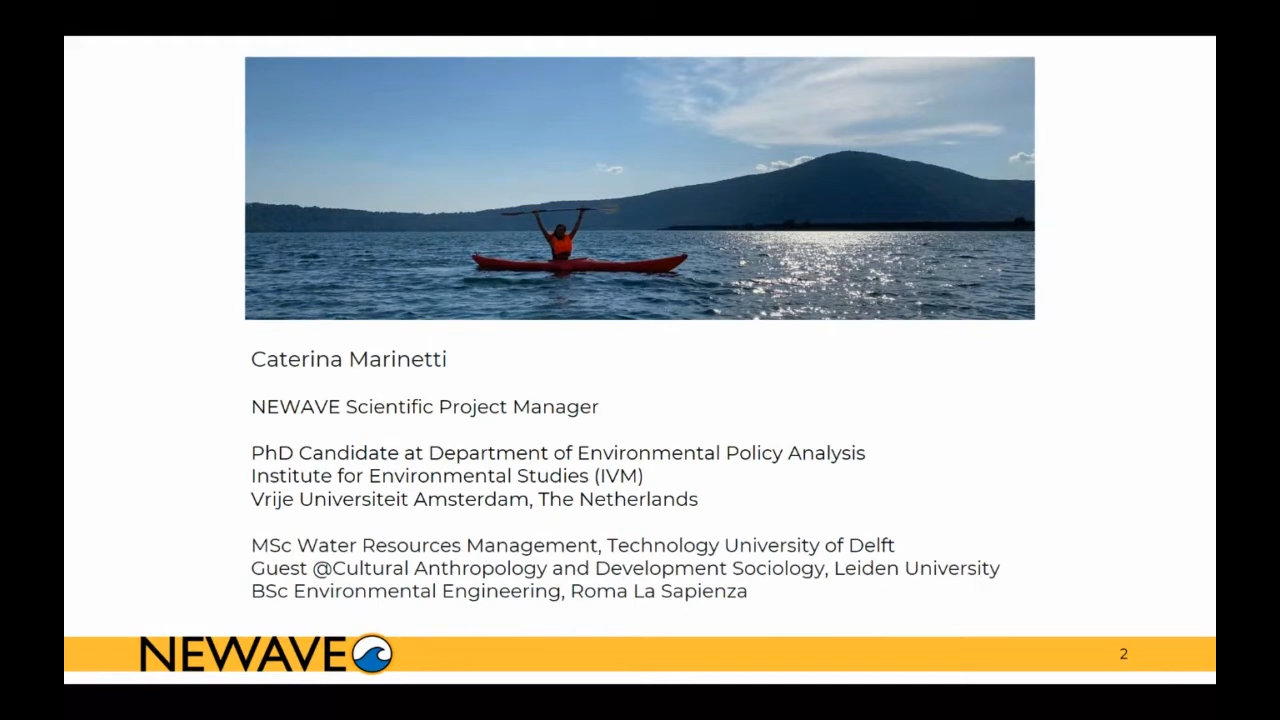 Caterina Marinetti
NEWAVE Scientific Project Manager
PhD Candidate at Department of Environmental Policy Analysis
Institute for Environmental Studies (IVM)
Vrije Universiteit Amsterdam, The Netherlands
MSc Water Resources Management, Technology University of Delft
Guest @Cultural Anthropology and Development Sociology, Leiden University
BSc Environmental Engineering, Roma La Sapienza
NEWAVE
2